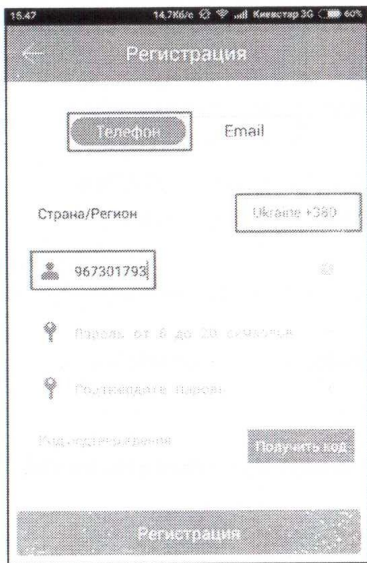 15.47 14,7Кб/с Киевстар 3G 60%
Регистрация
Телефон Email
Страна/Регион Ukraine +380
967301793
Пароль от 6 до 20 символов
Подтвердите пароль
Код подтверждения Получить код
Регистрация